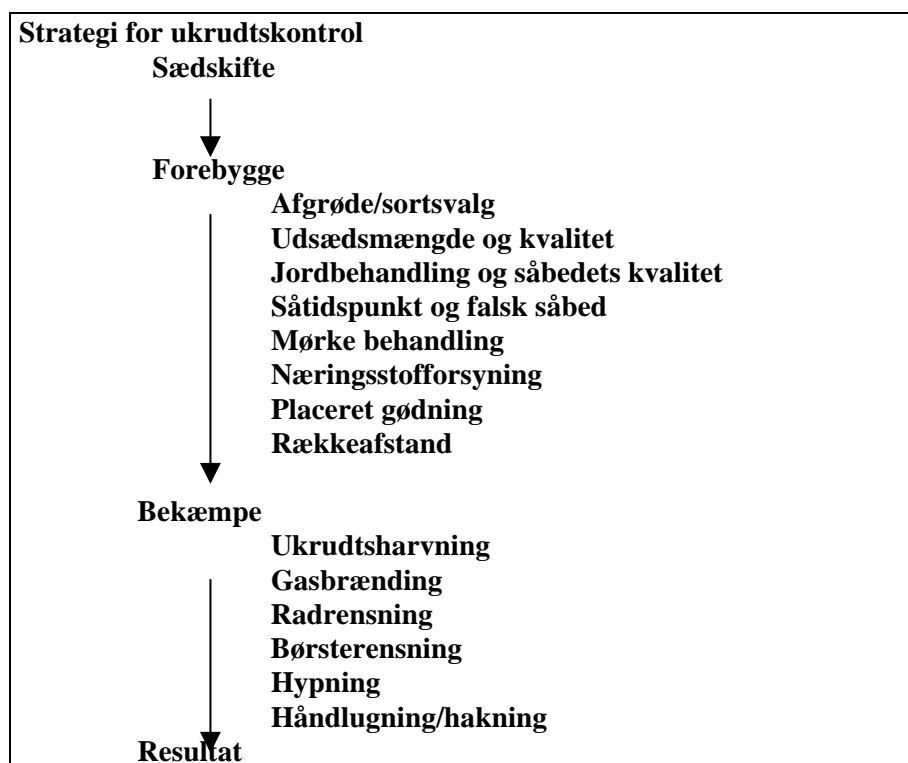 Strategi for ukrudtskontrol
Sædskifte
Forebygge
Afgrøde/sortsvalg
Udsædsmængde og kvalitet
Jordbehandling og såbedets kvalitet
Såtidspunkt og falsk såbed
Mørke behandling
Næringsstofforsyning
Placeret gødning
Rækkeafstand
Bekæmpe
Ukrudtsharvning
Gasbrænding
Radrensning
Børsterensning
Hypning
Håndlugning/hakning
Resultat